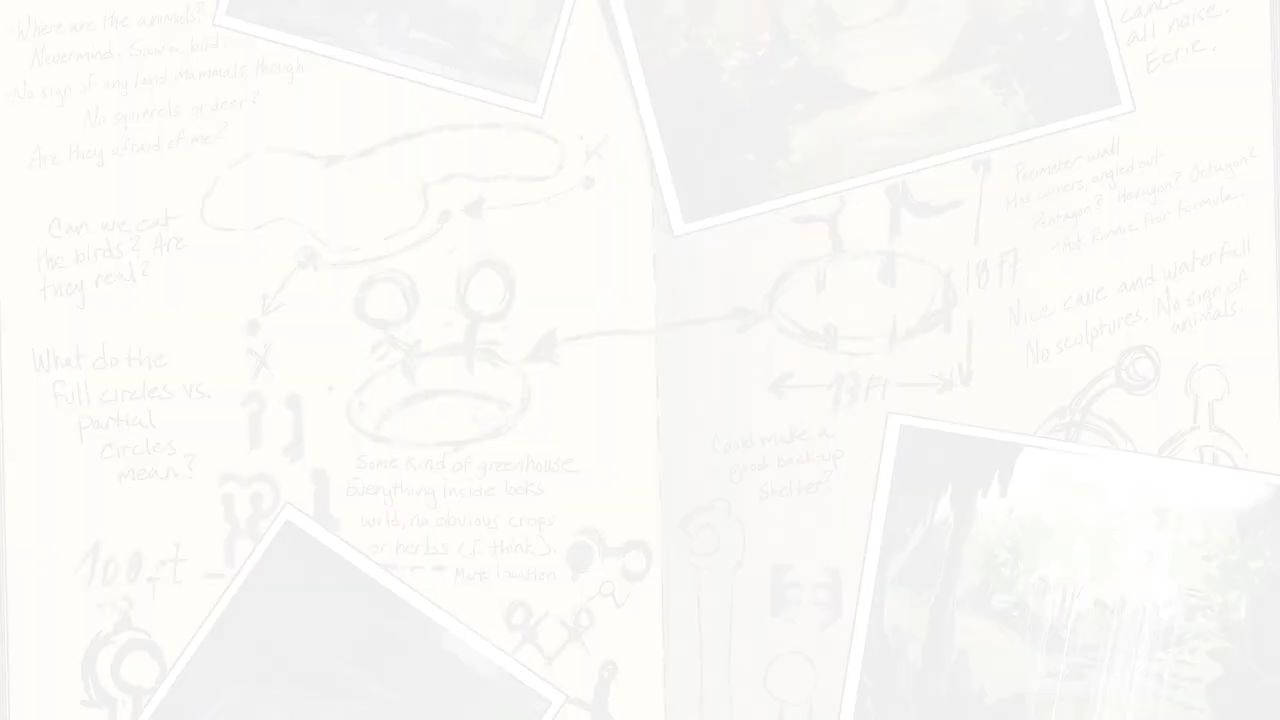 Where are the animals?
Nevermind. Saw a bird.
No sign of any land mammals though
No squirrels or deer?
Are they afraid of me?
Can we eat
the birds? Are
they real?
What do the
full circles vs.
partial
circles
mean?
Some kind of greenhouse
Everything inside looks
wild, no obvious crops
or herbs (I think).
More location
100 ft
all noise.
Eerie.
Perimeter wall
Has corners, angled out
Pentagon? Hexagon? Octagon?
18 ft
Nice cave and waterfall
No sculptures. No sign of
animals.
13 ft
Could make a
good back-up
shelter?